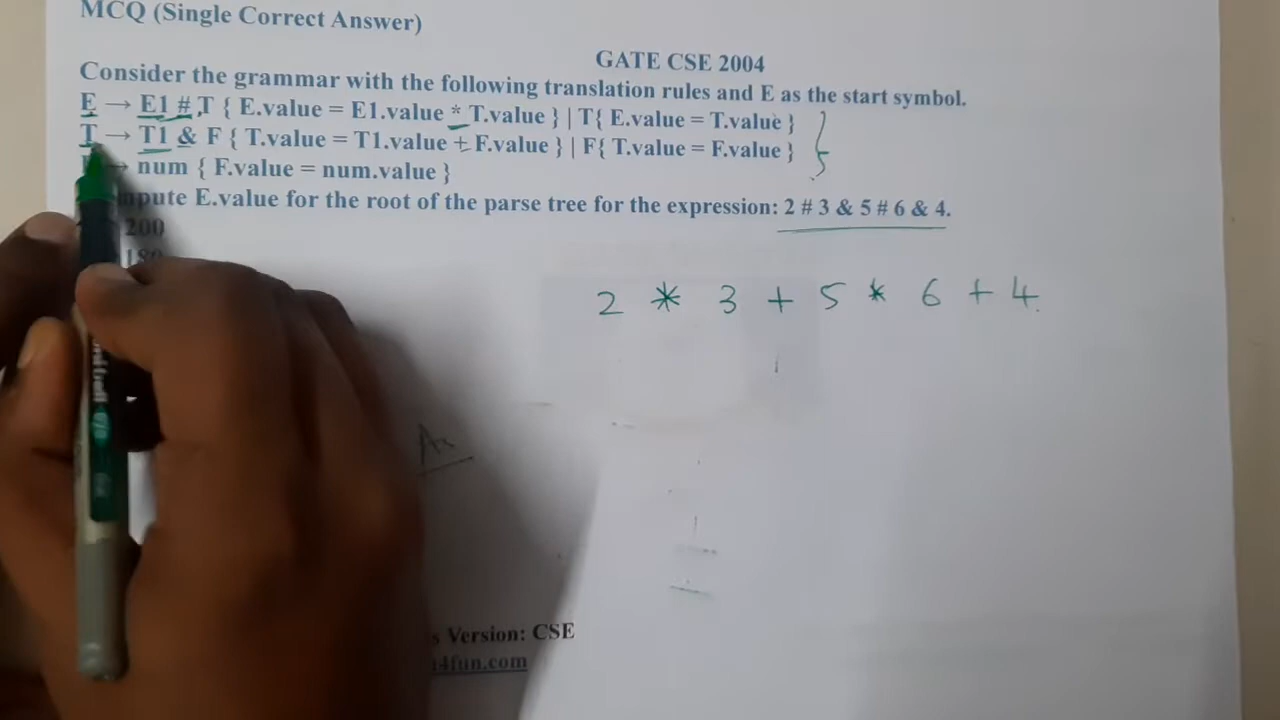 MCQ (Single Correct Answer)
GATE CSE 2004
Consider the grammar with the following translation rules and E as the start symbol.
E → E1 # T { E.value = E1.value * T.value } | T{ E.value = T.value }
T → T1 & F { T.value = T1.value + F.value } | F{ T.value = F.value }
→ num { F.value = num.value }
E.value for the root of the parse tree for the expression: 2 # 3 & 5 # 6 & 4.
200
180
2 * 3 + 5 * 6 + 4.
Version: CSE